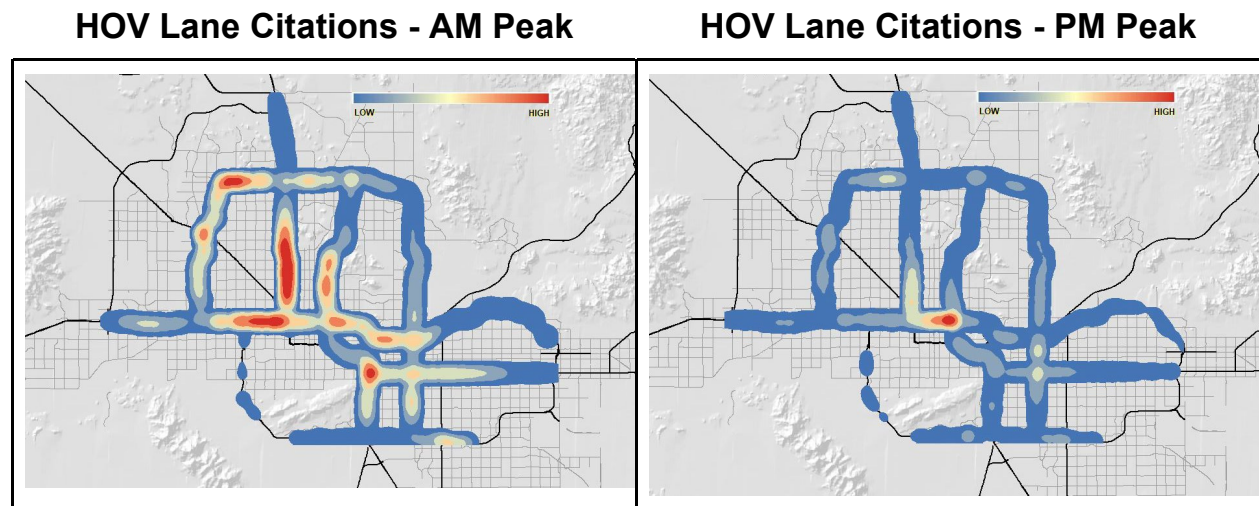 HOV Lane Citations - AM Peak
HOV Lane Citations - PM Peak
LOW HIGH
LOW HIGH